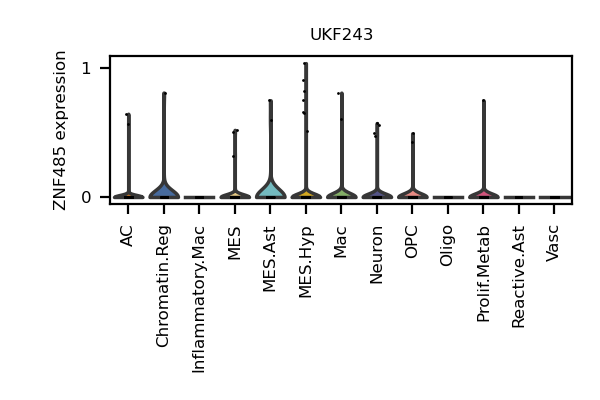 UKF243
ZNF485 expression
1
0
AC
Chromatin.Reg
Inflammatory.Mac
MES
MES.Ast
MES.Hyp
Mac
Neuron
OPC
Oligo
Prolif.Metab
Reactive.Ast
Vasc